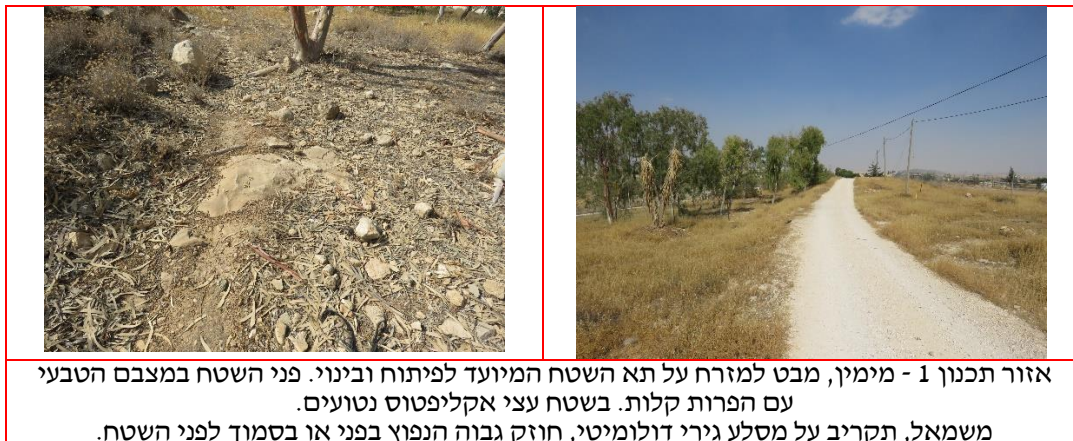 אזור תכנון 1 - מימין, מבט למזרח על תא השטח המיועד לפיתוח ובינוי. פני השטח במצבם הטבעי
עם הפרות קלות. בשטח עצי אקליפטוס נטועים.
משמאל, תקריב על מסלע גירי דולומיטי, חוזק גבוה הנפוץ בפני או בסמוך לפני השטח.